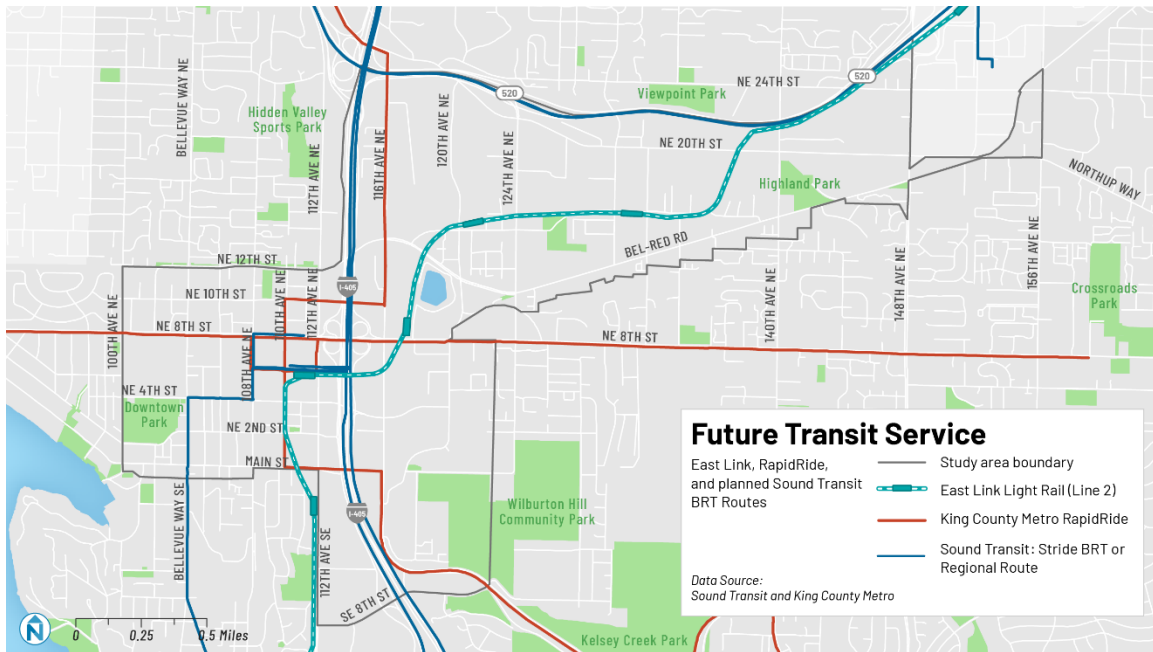 BELLEVUE WAY NE
Hidden Valley
Sports Park
112TH AVE NE
116TH AVE NE
120TH AVE NE
124TH AVE NE
520
NE 24TH ST
Viewpoint Park
520
NE 20TH ST
Highland Park
NORTHUP WAY
BEL-RED RD
NE 12TH ST
NE 10TH ST
110TH AVE NE
112TH AVE NE
I-405
140TH AVE NE
148TH AVE NE
156TH AVE NE
Crossroads
Park
100TH AVE NE
NE 8TH ST
NE 8TH ST
108TH AVE NE
NE 4TH ST
Downtown
Park
NE 2ND ST
MAIN ST
BELLEVUE WAY SE
112TH AVE SE
I-405
Wilburton Hill
Community Park
SE 8TH ST
Kelsey Creek Park
N
0 0.25 0.5 Miles
Future Transit Service
East Link, RapidRide,
and planned Sound Transit
BRT Routes
Study area boundary
East Link Light Rail (Line 2)
King County Metro RapidRide
Sound Transit: Stride BRT or
Regional Route
Data Source:
Sound Transit and King County Metro